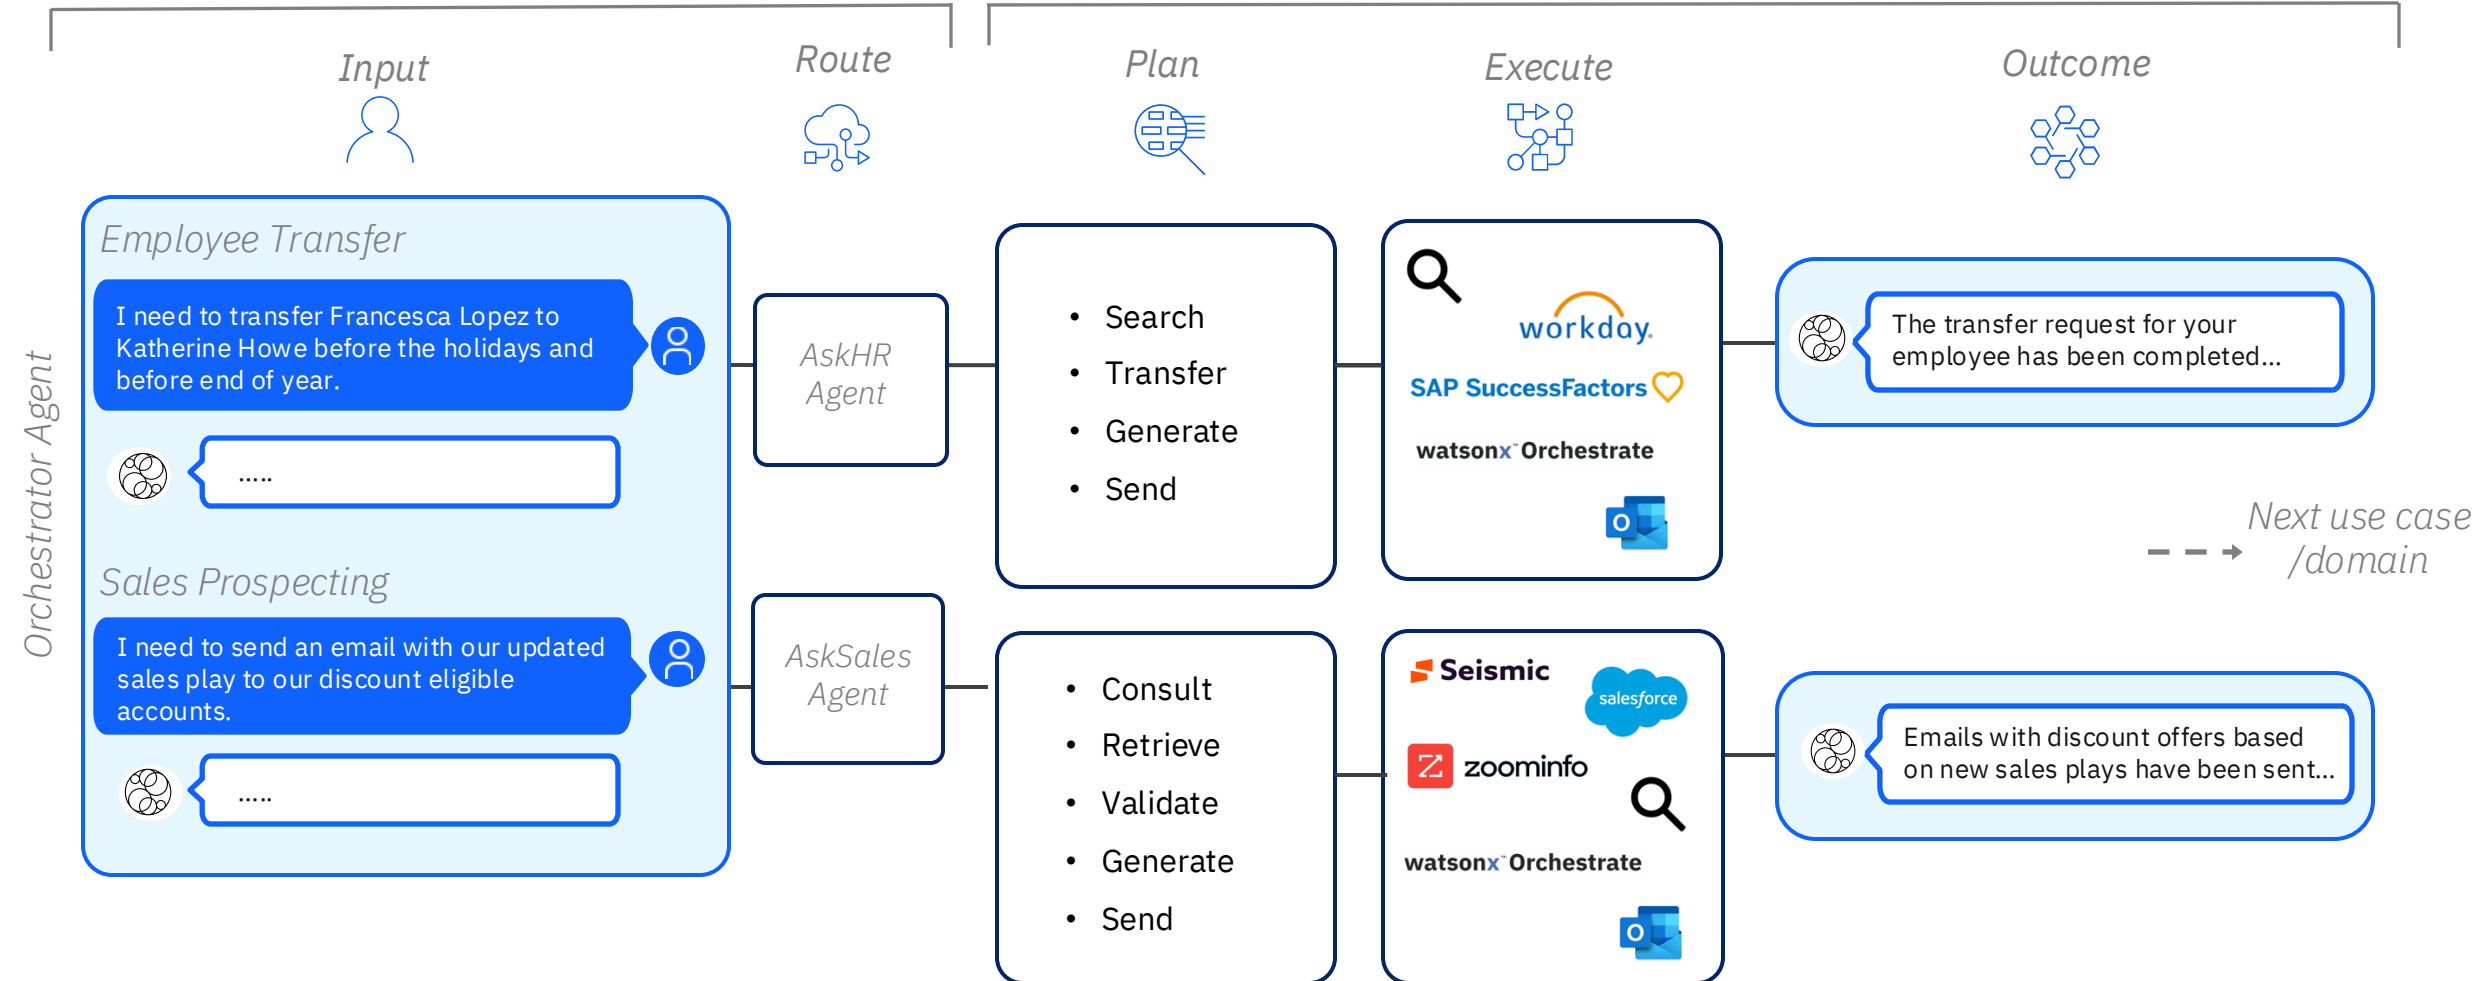 Input
Route
Plan
Execute
Outcome
Orchestrator Agent
Employee Transfer
I need to transfer Francesca Lopez to
Katherine Howe before the holidays and
before end of year.
.....
Sales Prospecting
I need to send an email with our updated
sales play to our discount eligible
accounts.
.....
AskHR
Agent
AskSales
Agent
• Search
• Transfer
• Generate
• Send
• Consult
• Retrieve
• Validate
• Generate
• Send
workday.
SAP SuccessFactors
watsonx™ Orchestrate
O
Seismic
salesforce
zoominfo
watsonx™ Orchestrate
O
The transfer request for your
employee has been completed...
Next use case
/domain
Emails with discount offers based
on new sales plays have been sent...